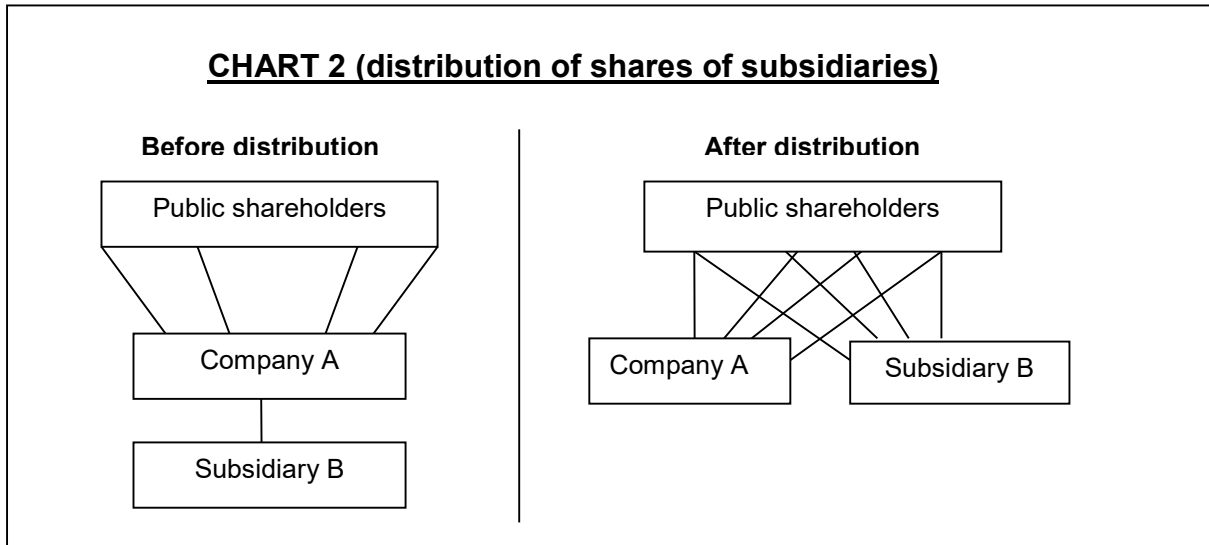 CHART 2 (distribution of shares of subsidiaries)
Before distribution
Public shareholders
Company A
Subsidiary B
After distribution
Public shareholders
Company A
Subsidiary B